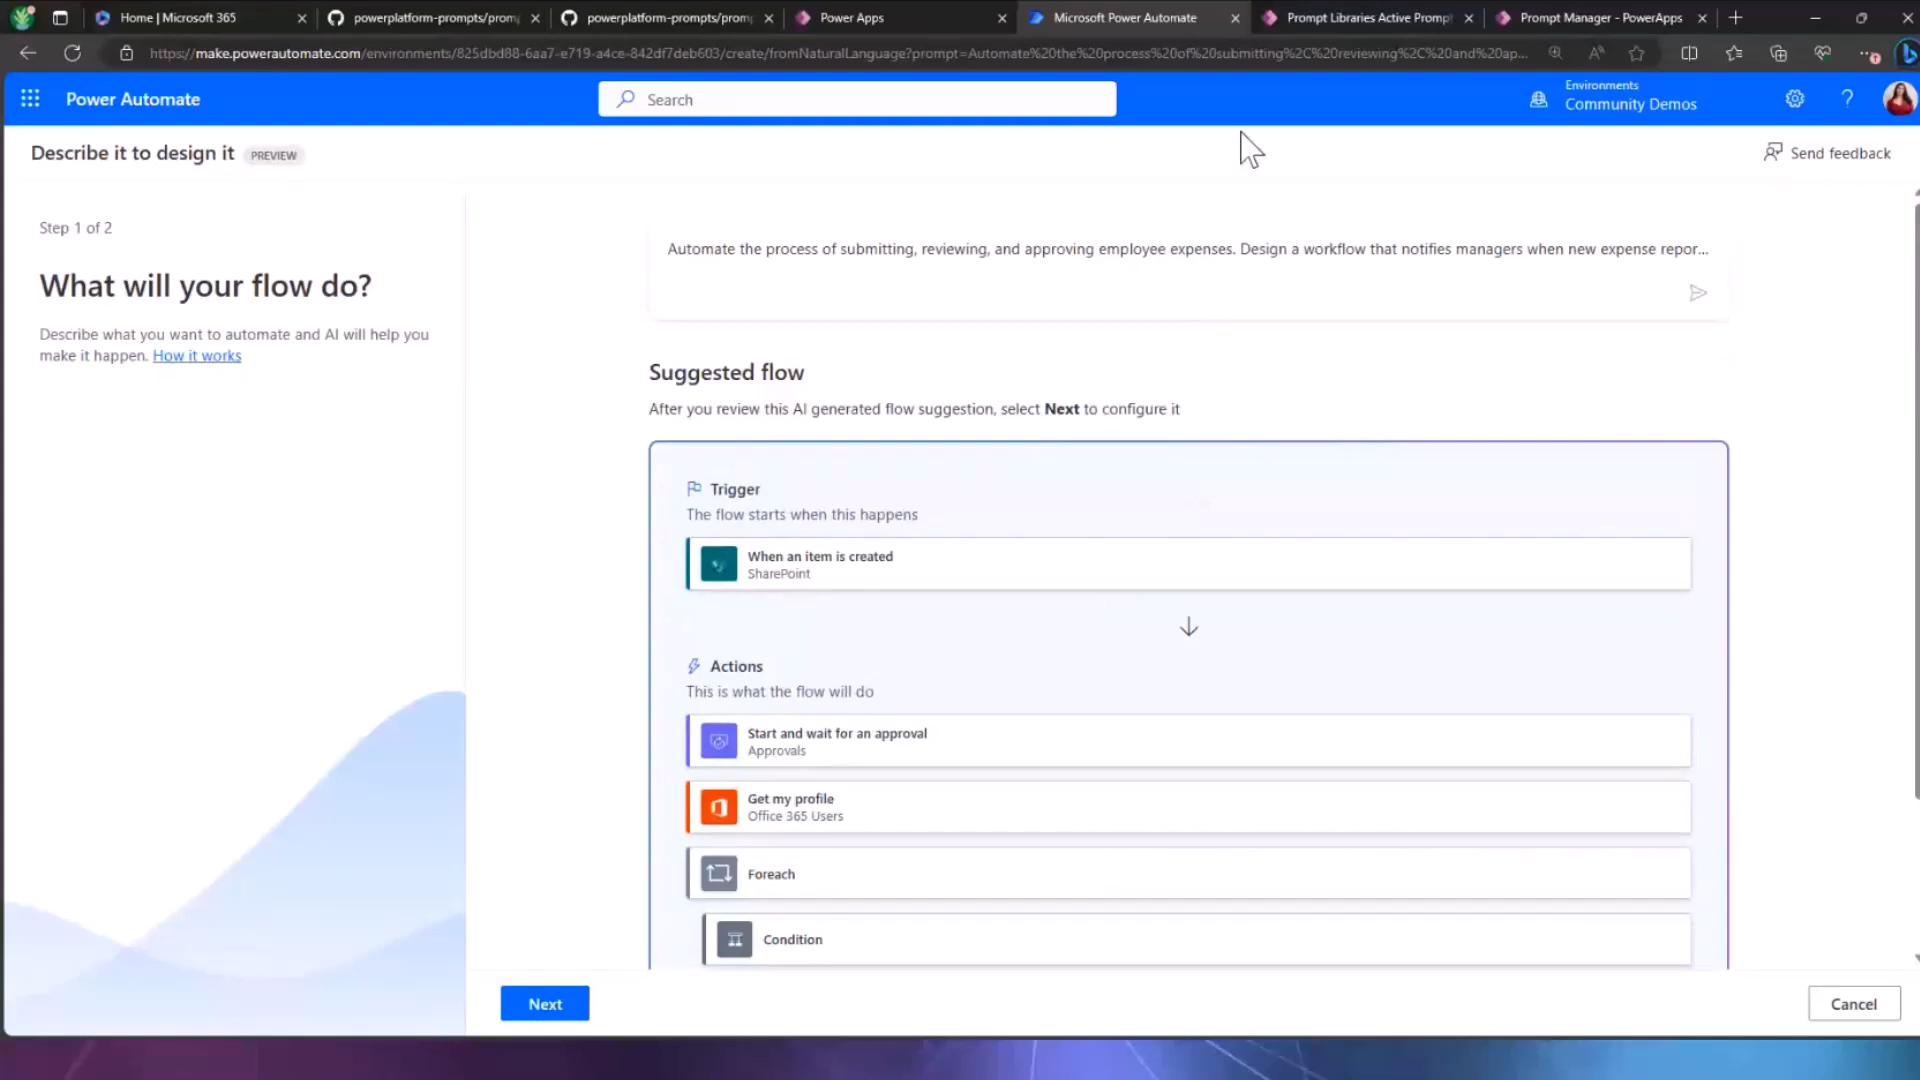 Home | Microsoft 365
powerplatform-prompts/prom
powerplatform-prompts/prom
Power Apps
Microsoft Power Automate
Prompt Libraries Active Prompt
Prompt Manager - PowerApps
https://make.powerautomate.com/environments/825dbd88-6aa7-e719-a4ce-842df7deb603/create/fromNaturalLanguage?prompt=Automate%20the%20process%20of%20submitting%2C%20reviewing%2C%20and%20ap...
Power Automate
Search
Environments
Community Demos
Describe it to design it
PREVIEW
Send feedback
Step 1 of 2
What will your flow do?
Describe what you want to automate and AI will help you
make it happen. How it works
Automate the process of submitting, reviewing, and approving employee expenses. Design a workflow that notifies managers when new expense repor...
Suggested flow
After you review this AI generated flow suggestion, select Next to configure it
Trigger
The flow starts when this happens
When an item is created
SharePoint
Actions
This is what the flow will do
Start and wait for an approval
Approvals
Get my profile
Office 365 Users
Foreach
Condition
Next
Cancel